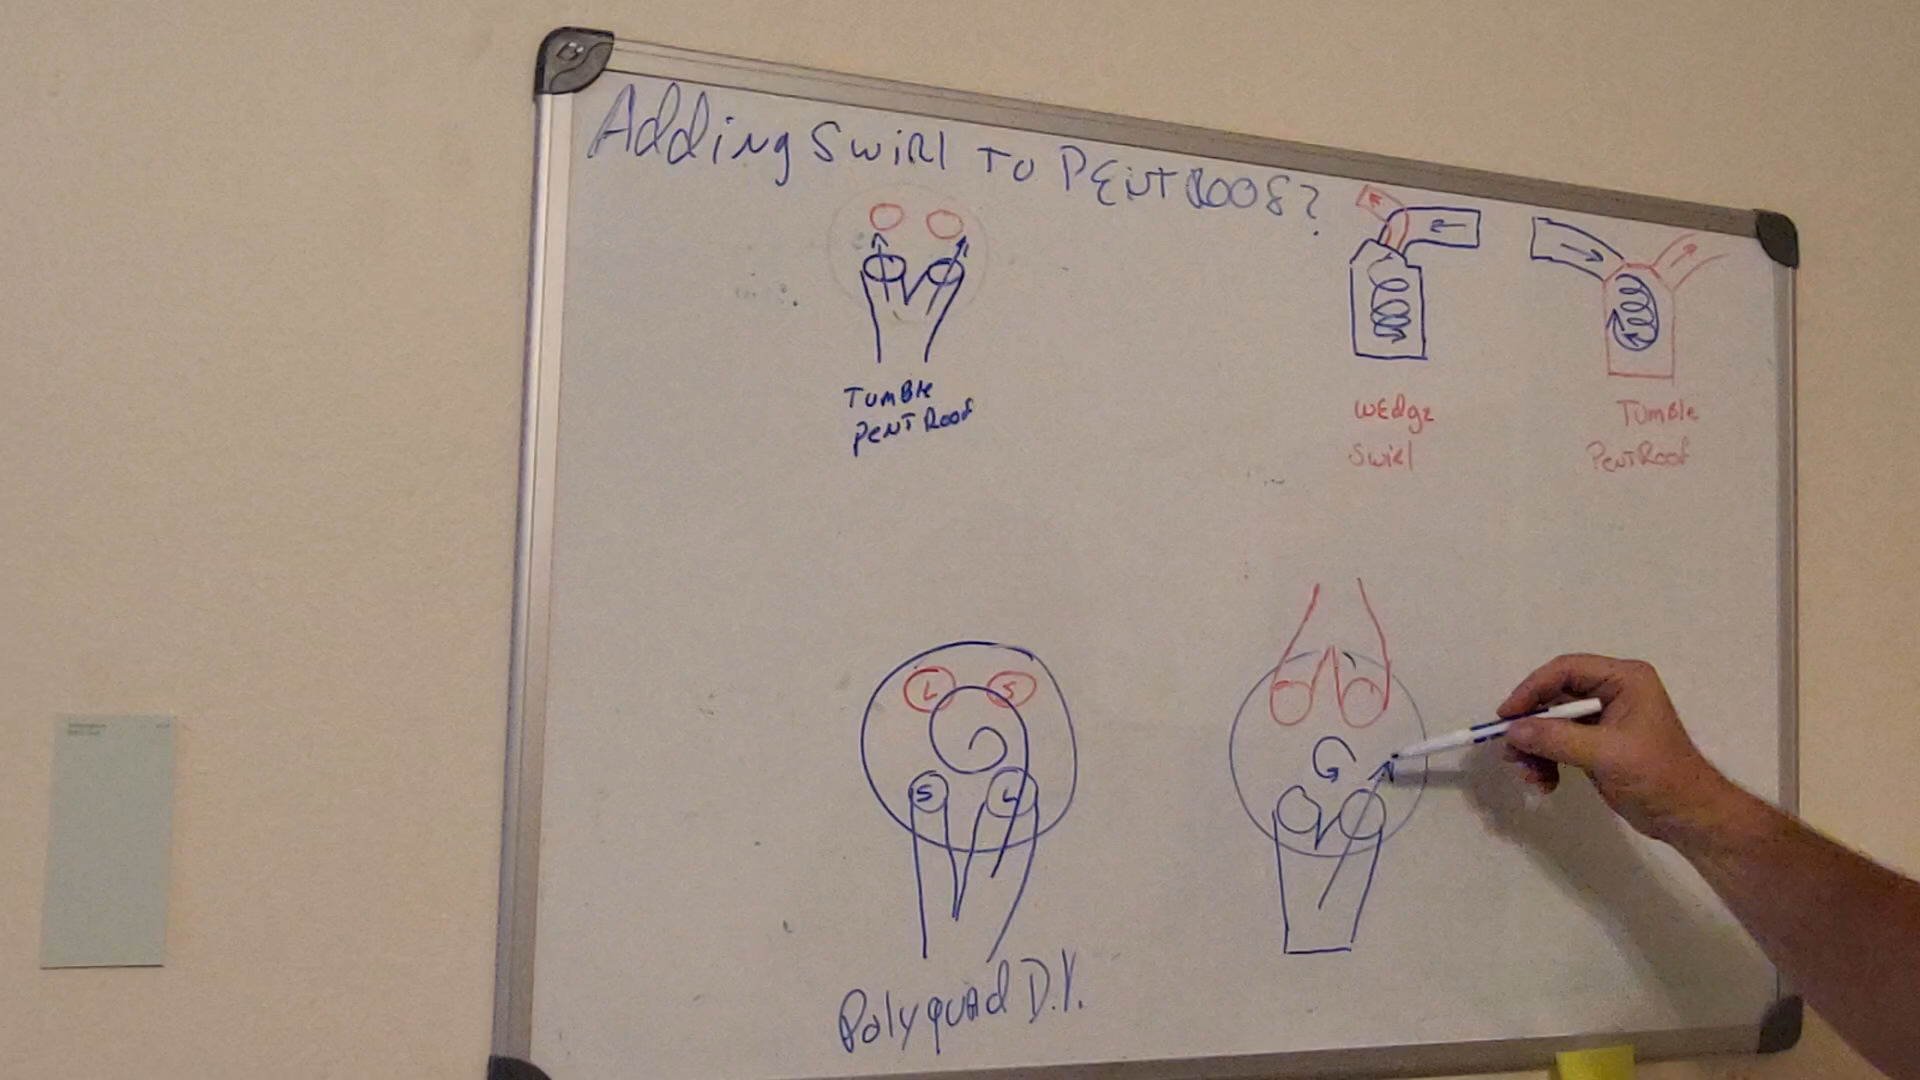 Adding Swirl To PentRoof?
Tumble
PentRoof
Wedge
Swirl
Tumble
PentRoof
L S
S L
Polyquad D.V.